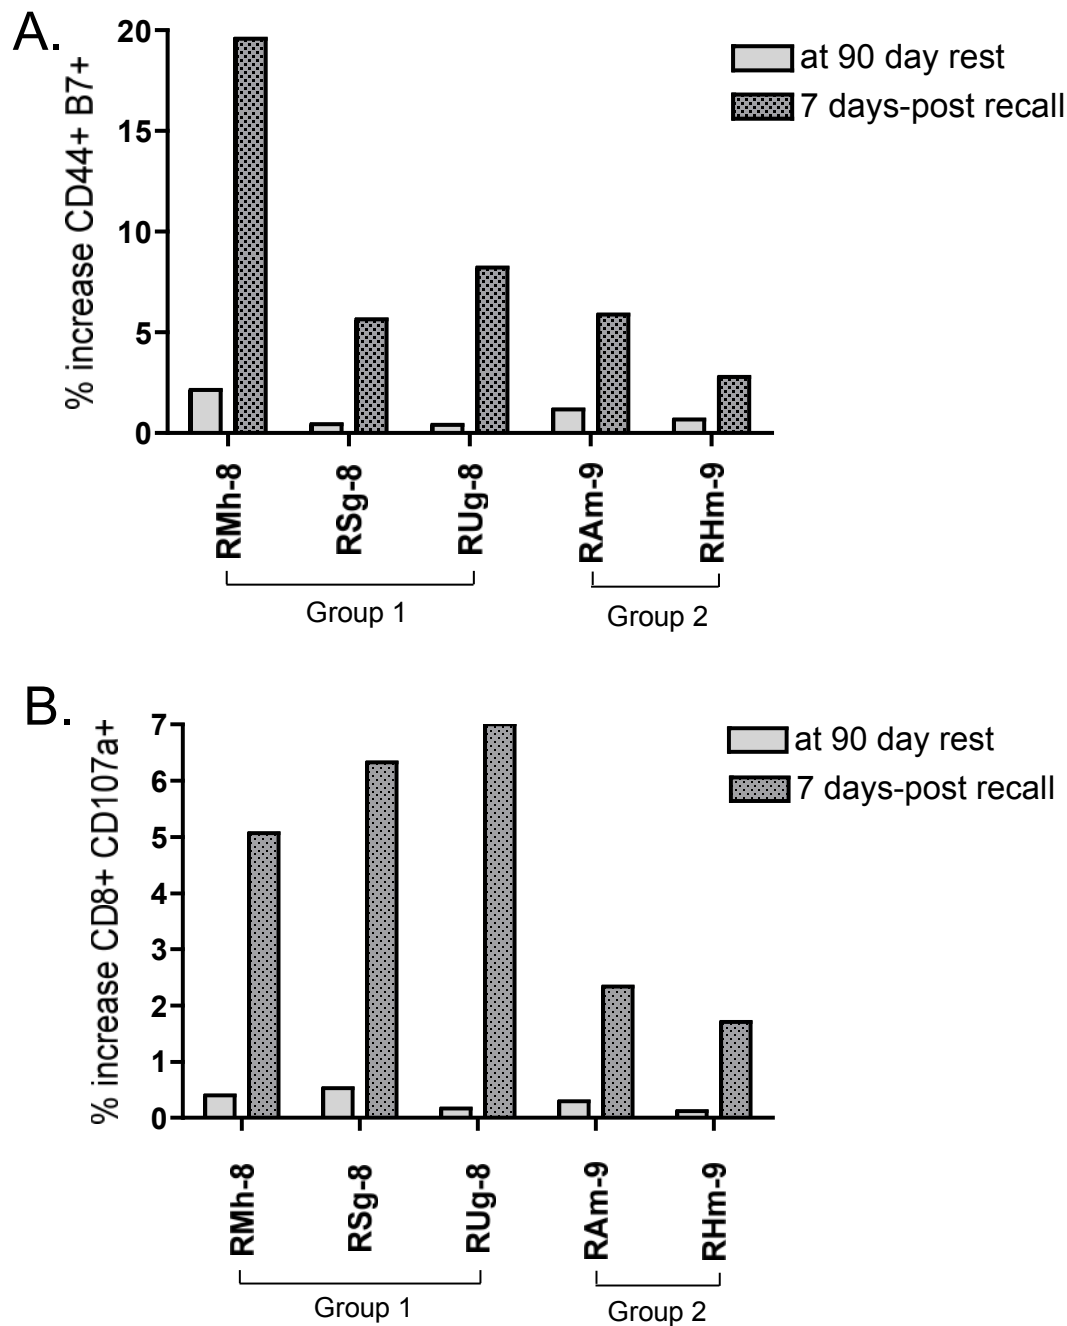 A.
% increase CD44+ B7+
20
15
10
5
0
at 90 day rest
7 days-post recall
RMh-8
RSg-8
RUg-8
RAm-9
RHm-9
Group 1
Group 2
B.
% increase CD8+ CD107a+
7
6
5
4
3
2
1
0
at 90 day rest
7 days-post recall
RMh-8
RSg-8
RUg-8
RAm-9
RHm-9
Group 1
Group 2